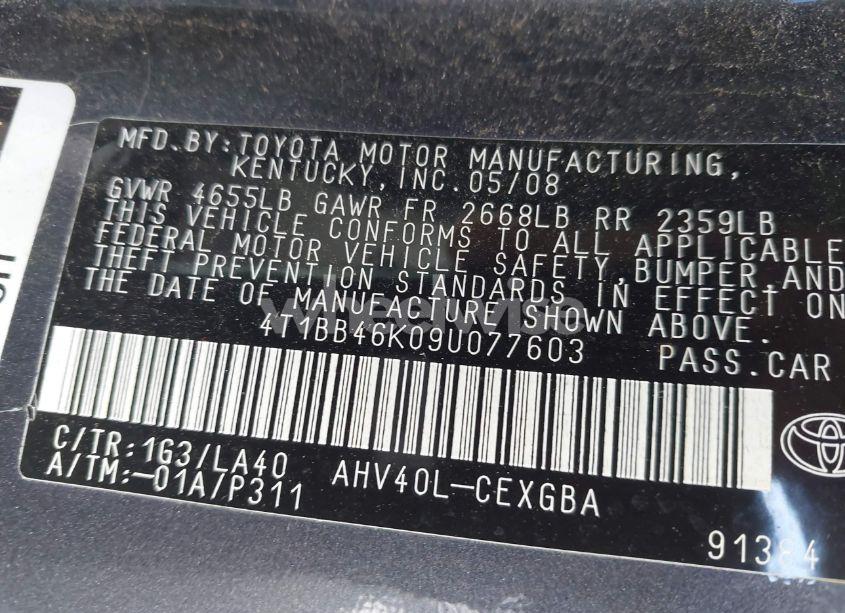 MFD. BY: TOYOTA MOTOR MANUFACTURING,
KENTUCKY, INC. 05/08
GVWR 4655LB GAWR FR 2668LB RR 2359LB
THIS VEHICLE CONFORMS TO ALL APPLICABLE
FEDERAL MOTOR VEHICLE SAFETY, BUMPER, AND
THEFT PREVENTION STANDARDS IN EFFECT ON
THE DATE OF MANUFACTURE SHOWN ABOVE.
4T1BB46K09U077603 PASS.CAR
C/TR:1G3/LA40
A/TM:-01A/P311
AHV40L-CEXGBA